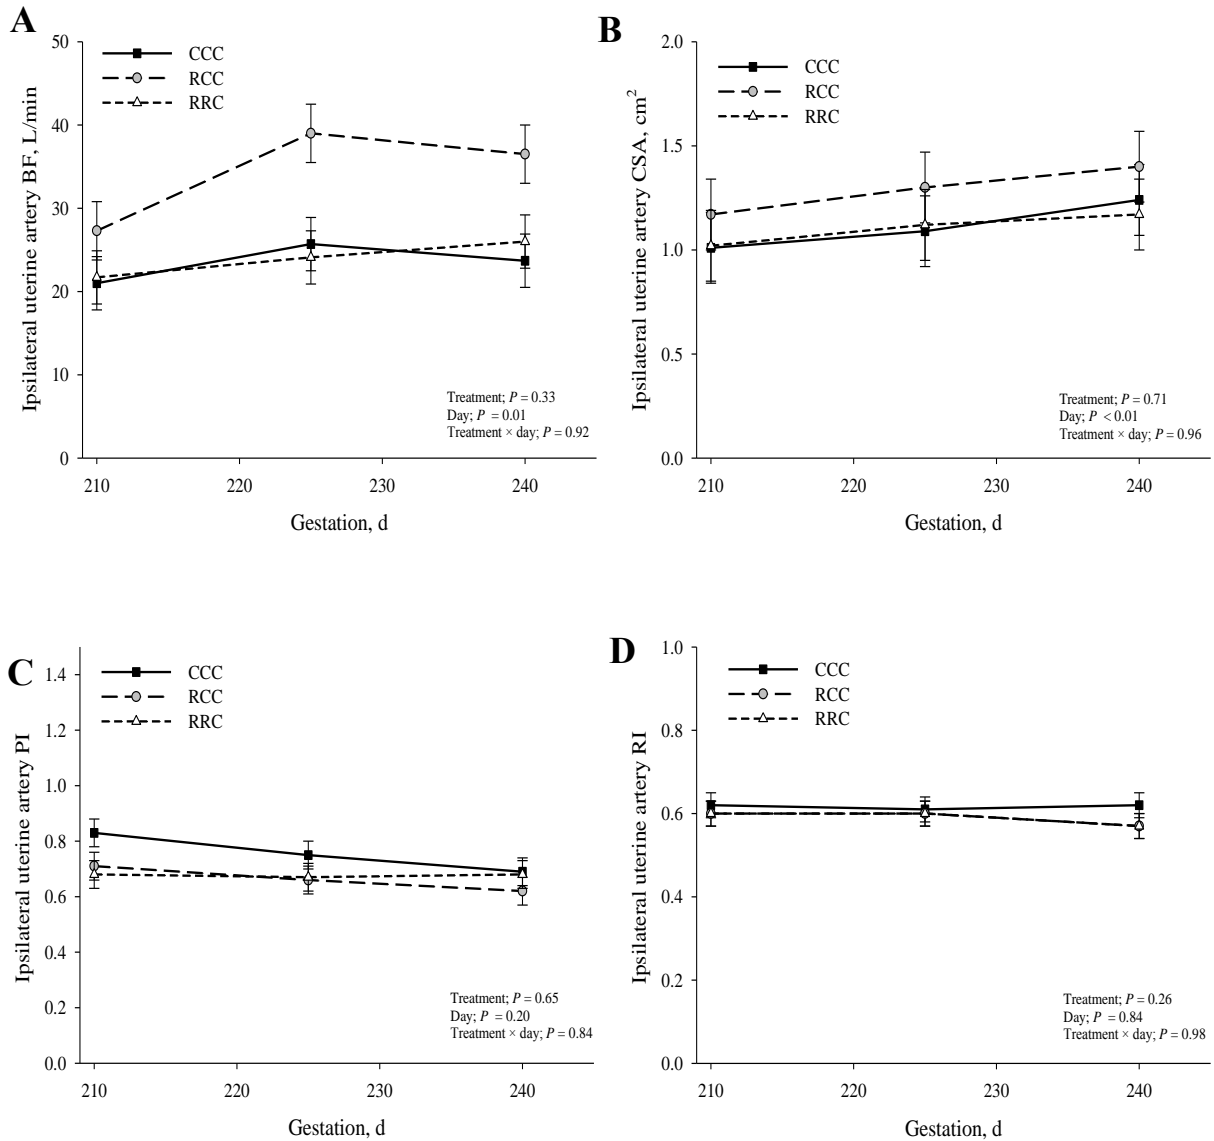 A
Ipsilateral uterine artery BF, L/min
50
40
30
20
10
0
CCC
RCC
RRC
Treatment; P = 0.33
Day; P = 0.01
Treatment × day; P = 0.92
210 220 230 240
Gestation, d
B
Ipsilateral uterine artery CSA, cm²
2.0
1.5
1.0
0.5
0.0
CCC
RCC
RRC
Treatment; P = 0.71
Day; P < 0.01
Treatment × day; P = 0.96
210 220 230 240
Gestation, d
C
Ipsilateral uterine artery PI
1.4
1.2
1.0
0.8
0.6
0.4
0.2
0.0
CCC
RCC
RRC
Treatment; P = 0.65
Day; P = 0.20
Treatment × day; P = 0.84
210 220 230 240
Gestation, d
D
Ipsilateral uterine artery RI
1.0
0.8
0.6
0.4
0.2
0.0
CCC
RCC
RRC
Treatment; P = 0.26
Day; P = 0.84
Treatment × day; P = 0.98
210 220 230 240
Gestation, d